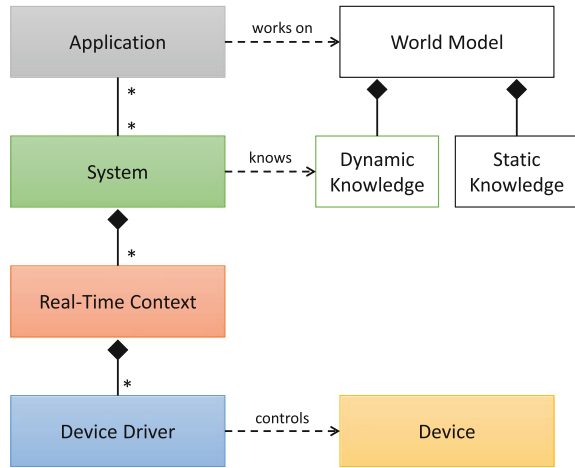 Application
works on
World Model
*
*
System
knows
Dynamic
Knowledge
Static
Knowledge
*
Real-Time Context
*
Device Driver
controls
Device